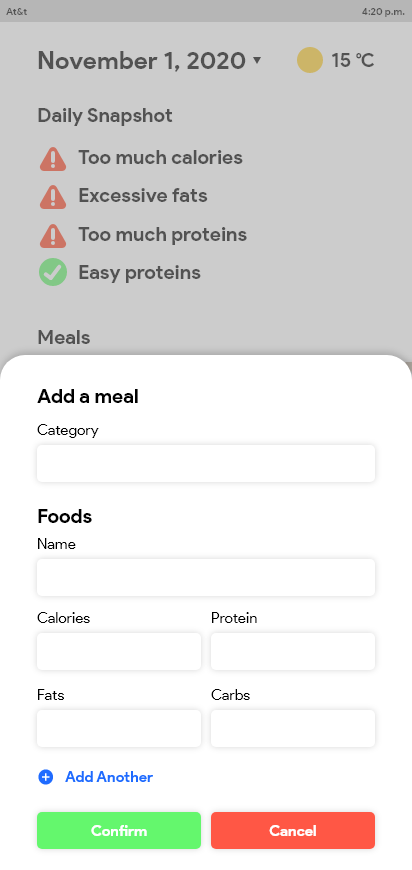 At&t 4:20 p.m.
November 1, 2020 15 °C
Daily Snapshot
Too much calories
Excessive fats
Too much proteins
Easy proteins
Meals
Add a meal
Category
Foods
Name
Calories Protein
Fats Carbs
Add Another
Confirm Cancel